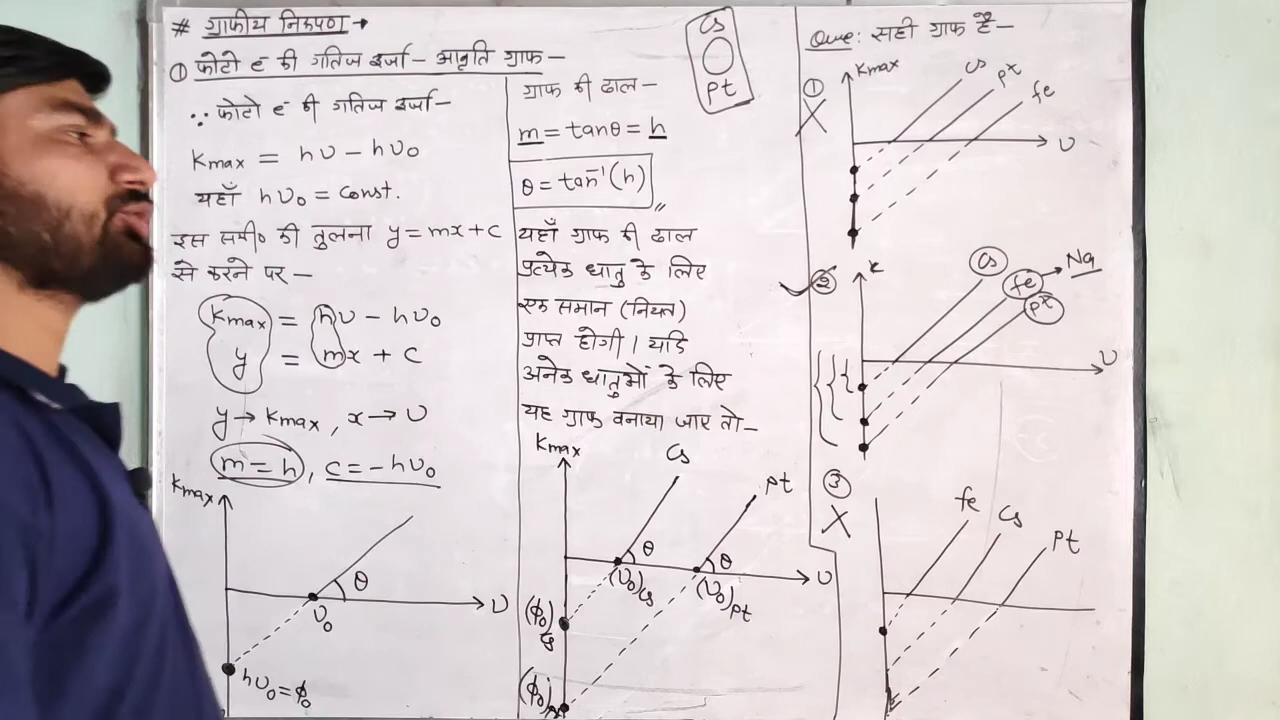 # ग्राफीय निरूपण →
① फोटो e⁻ की गतिज ऊर्जा - आवृति ग्राफ -
∵ फोटो e⁻ की गतिज ऊर्जा -
Kmax = hυ - hυ₀
यहाँ hυ₀ = Const.
इस समी० की तुलना y = mx + c
से करने पर -
Kmax = hυ - hυ₀
y = mx + c
y → Kmax, x → υ
m = h, c = -hυ₀
Kmax
θ
υ
υ₀
hυ₀ = ϕ₀
ग्राफ की ढाल -
m = tanθ = h
θ = tan⁻¹(h)
यहाँ ग्राफ की ढाल
प्रत्येक धातु के लिए
एक समान (नियत)
प्राप्त होगी। यदि
अनेक धातुओं के लिए
यह ग्राफ बनाया जाए तो -
Kmax
Cs
pt
θ
θ
υ
(υ₀)Cs
(υ₀)pt
(ϕ₀)Cs
(ϕ₀)
Cs
pt
Que: सही ग्राफ है -
①
Kmax
Cs
pt
fe
υ
②
K
Cs
fe → Na
pt
υ
③
fe
Cs
pt